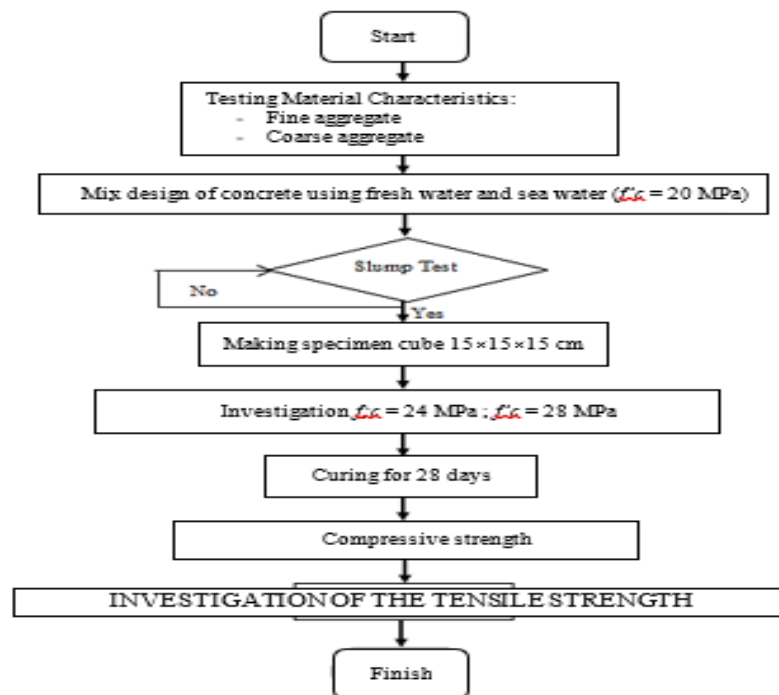 Start
Testing Material Characteristics:
- Fine aggregate
- Coarse aggregate
Mix design of concrete using fresh water and sea water (f'c = 20 MPa)
Slump Test
No
Yes
Making specimen cube 15×15×15 cm
Investigation f'c = 24 MPa ; f'c = 28 MPa
Curing for 28 days
Compressive strength
INVESTIGATION OF THE TENSILE STRENGTH
Finish